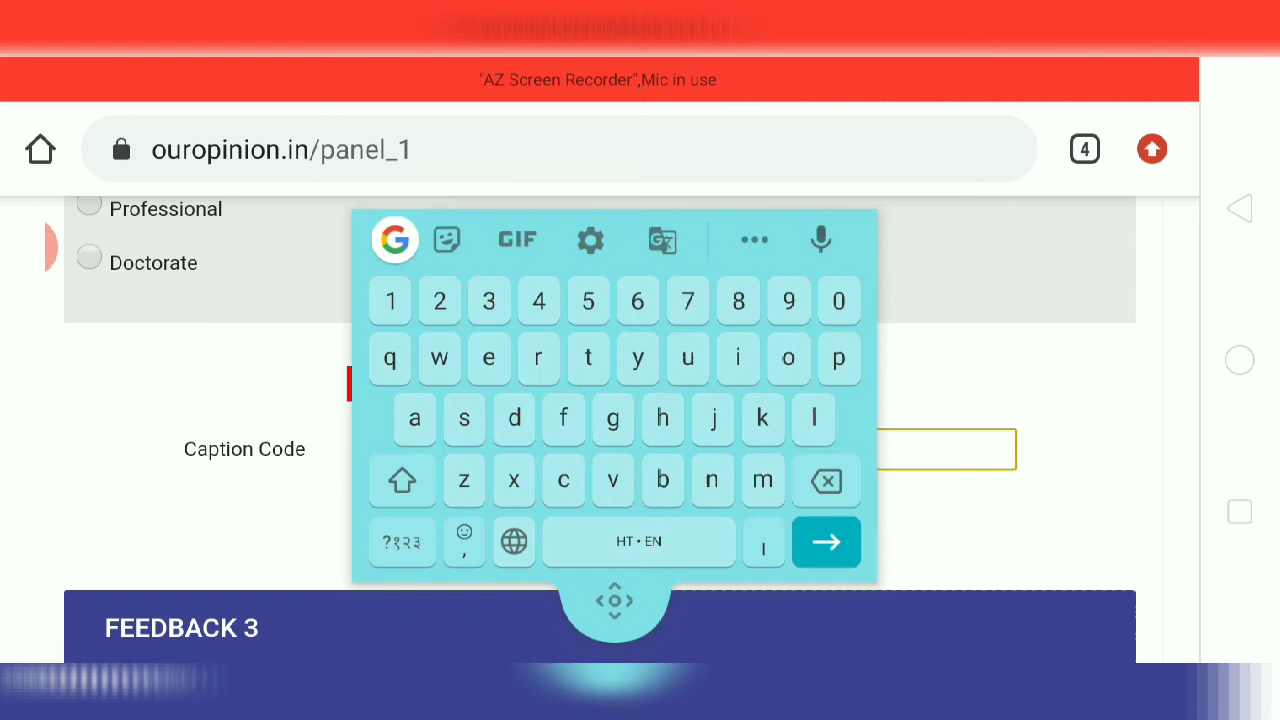 "AZ Screen Recorder",Mic in use
ouropinion.in/panel_1
4
Professional
Doctorate
G
GIF
1 2 3 4 5 6 7 8 9 0
q w e r t y u i o p
a s d f g h j k l
Caption Code
z x c v b n m
?१२३ , HT • EN ।
FEEDBACK 3